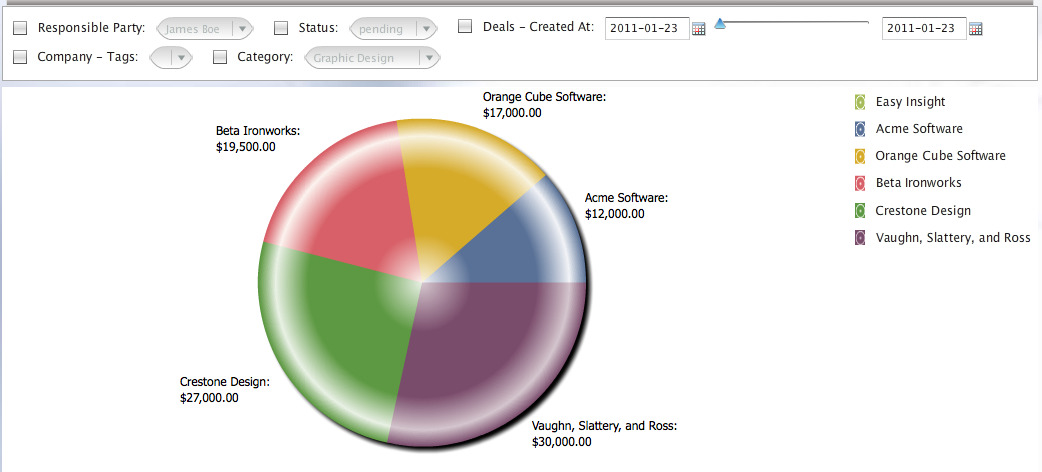 Responsible Party: James Boe Status: pending Deals - Created At: 2011-01-23 2011-01-23
Company - Tags: Category: Graphic Design
Orange Cube Software:
$17,000.00
Beta Ironworks:
$19,500.00
Acme Software:
$12,000.00
Crestone Design:
$27,000.00
Vaughn, Slattery, and Ross:
$30,000.00
Easy Insight
Acme Software
Orange Cube Software
Beta Ironworks
Crestone Design
Vaughn, Slattery, and Ross